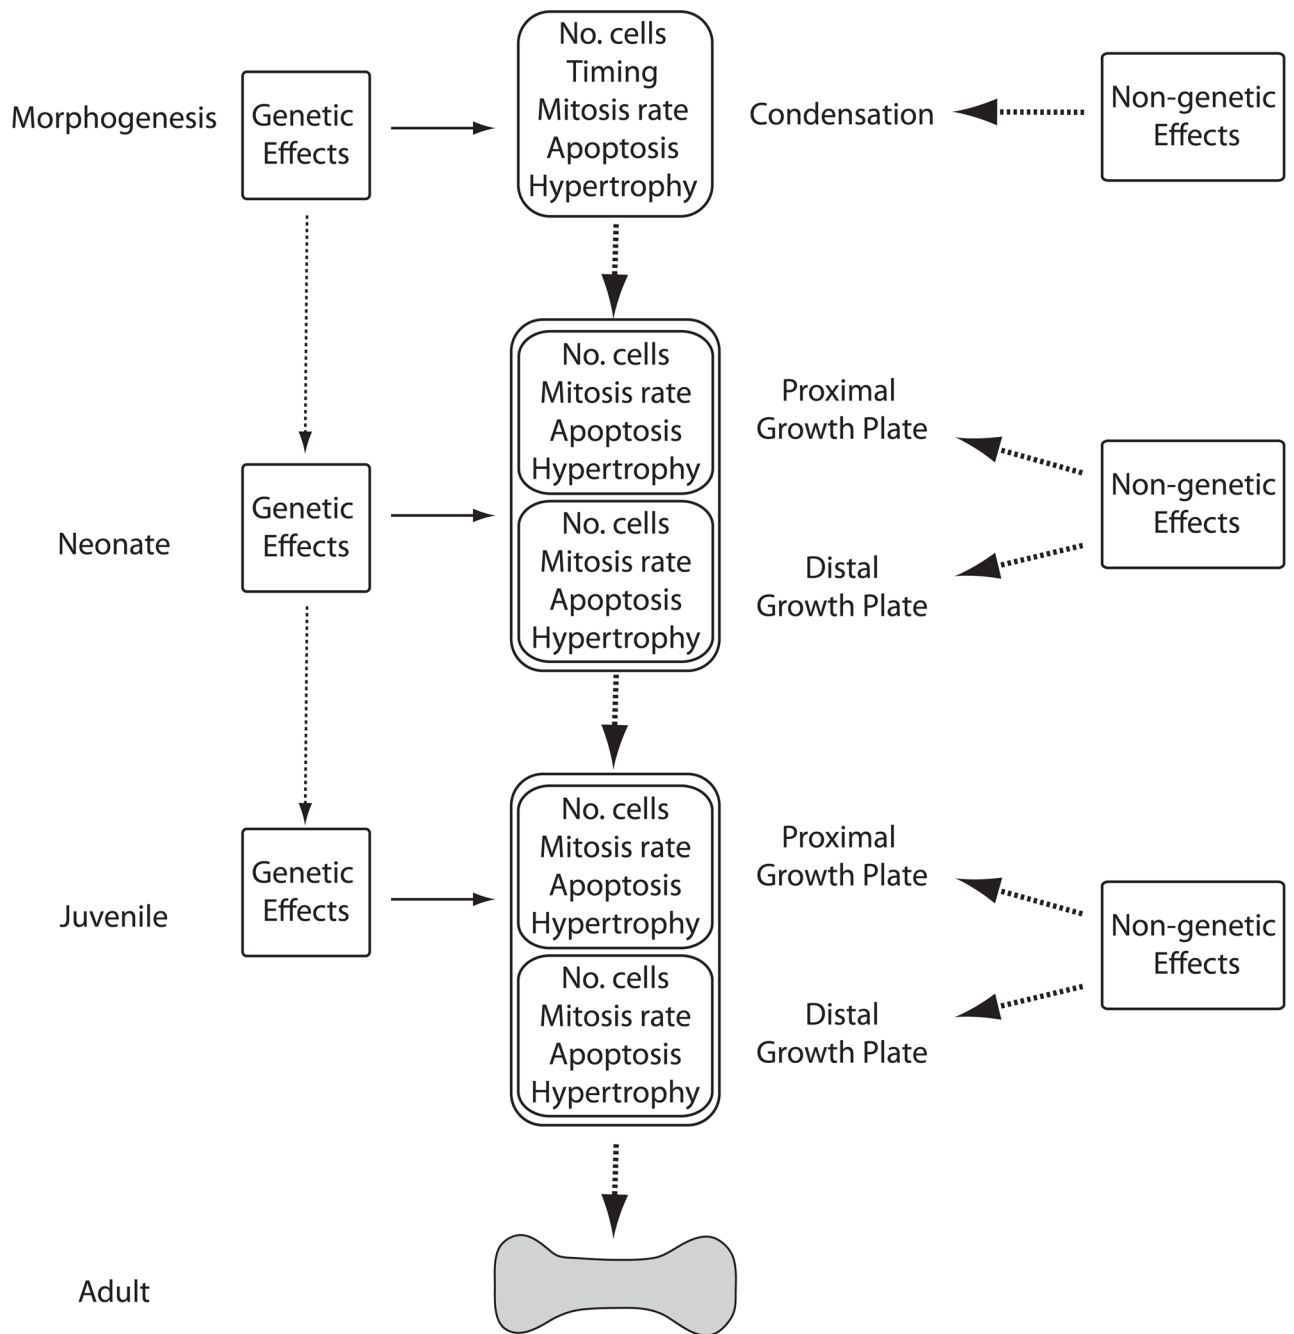 Morphogenesis
Genetic
Effects
No. cells
Timing
Mitosis rate
Apoptosis
Hypertrophy
Condensation
Non-genetic
Effects
Neonate
Genetic
Effects
No. cells
Mitosis rate
Apoptosis
Hypertrophy
No. cells
Mitosis rate
Apoptosis
Hypertrophy
Proximal
Growth Plate
Distal
Growth Plate
Non-genetic
Effects
Juvenile
Genetic
Effects
No. cells
Mitosis rate
Apoptosis
Hypertrophy
No. cells
Mitosis rate
Apoptosis
Hypertrophy
Proximal
Growth Plate
Distal
Growth Plate
Non-genetic
Effects
Adult